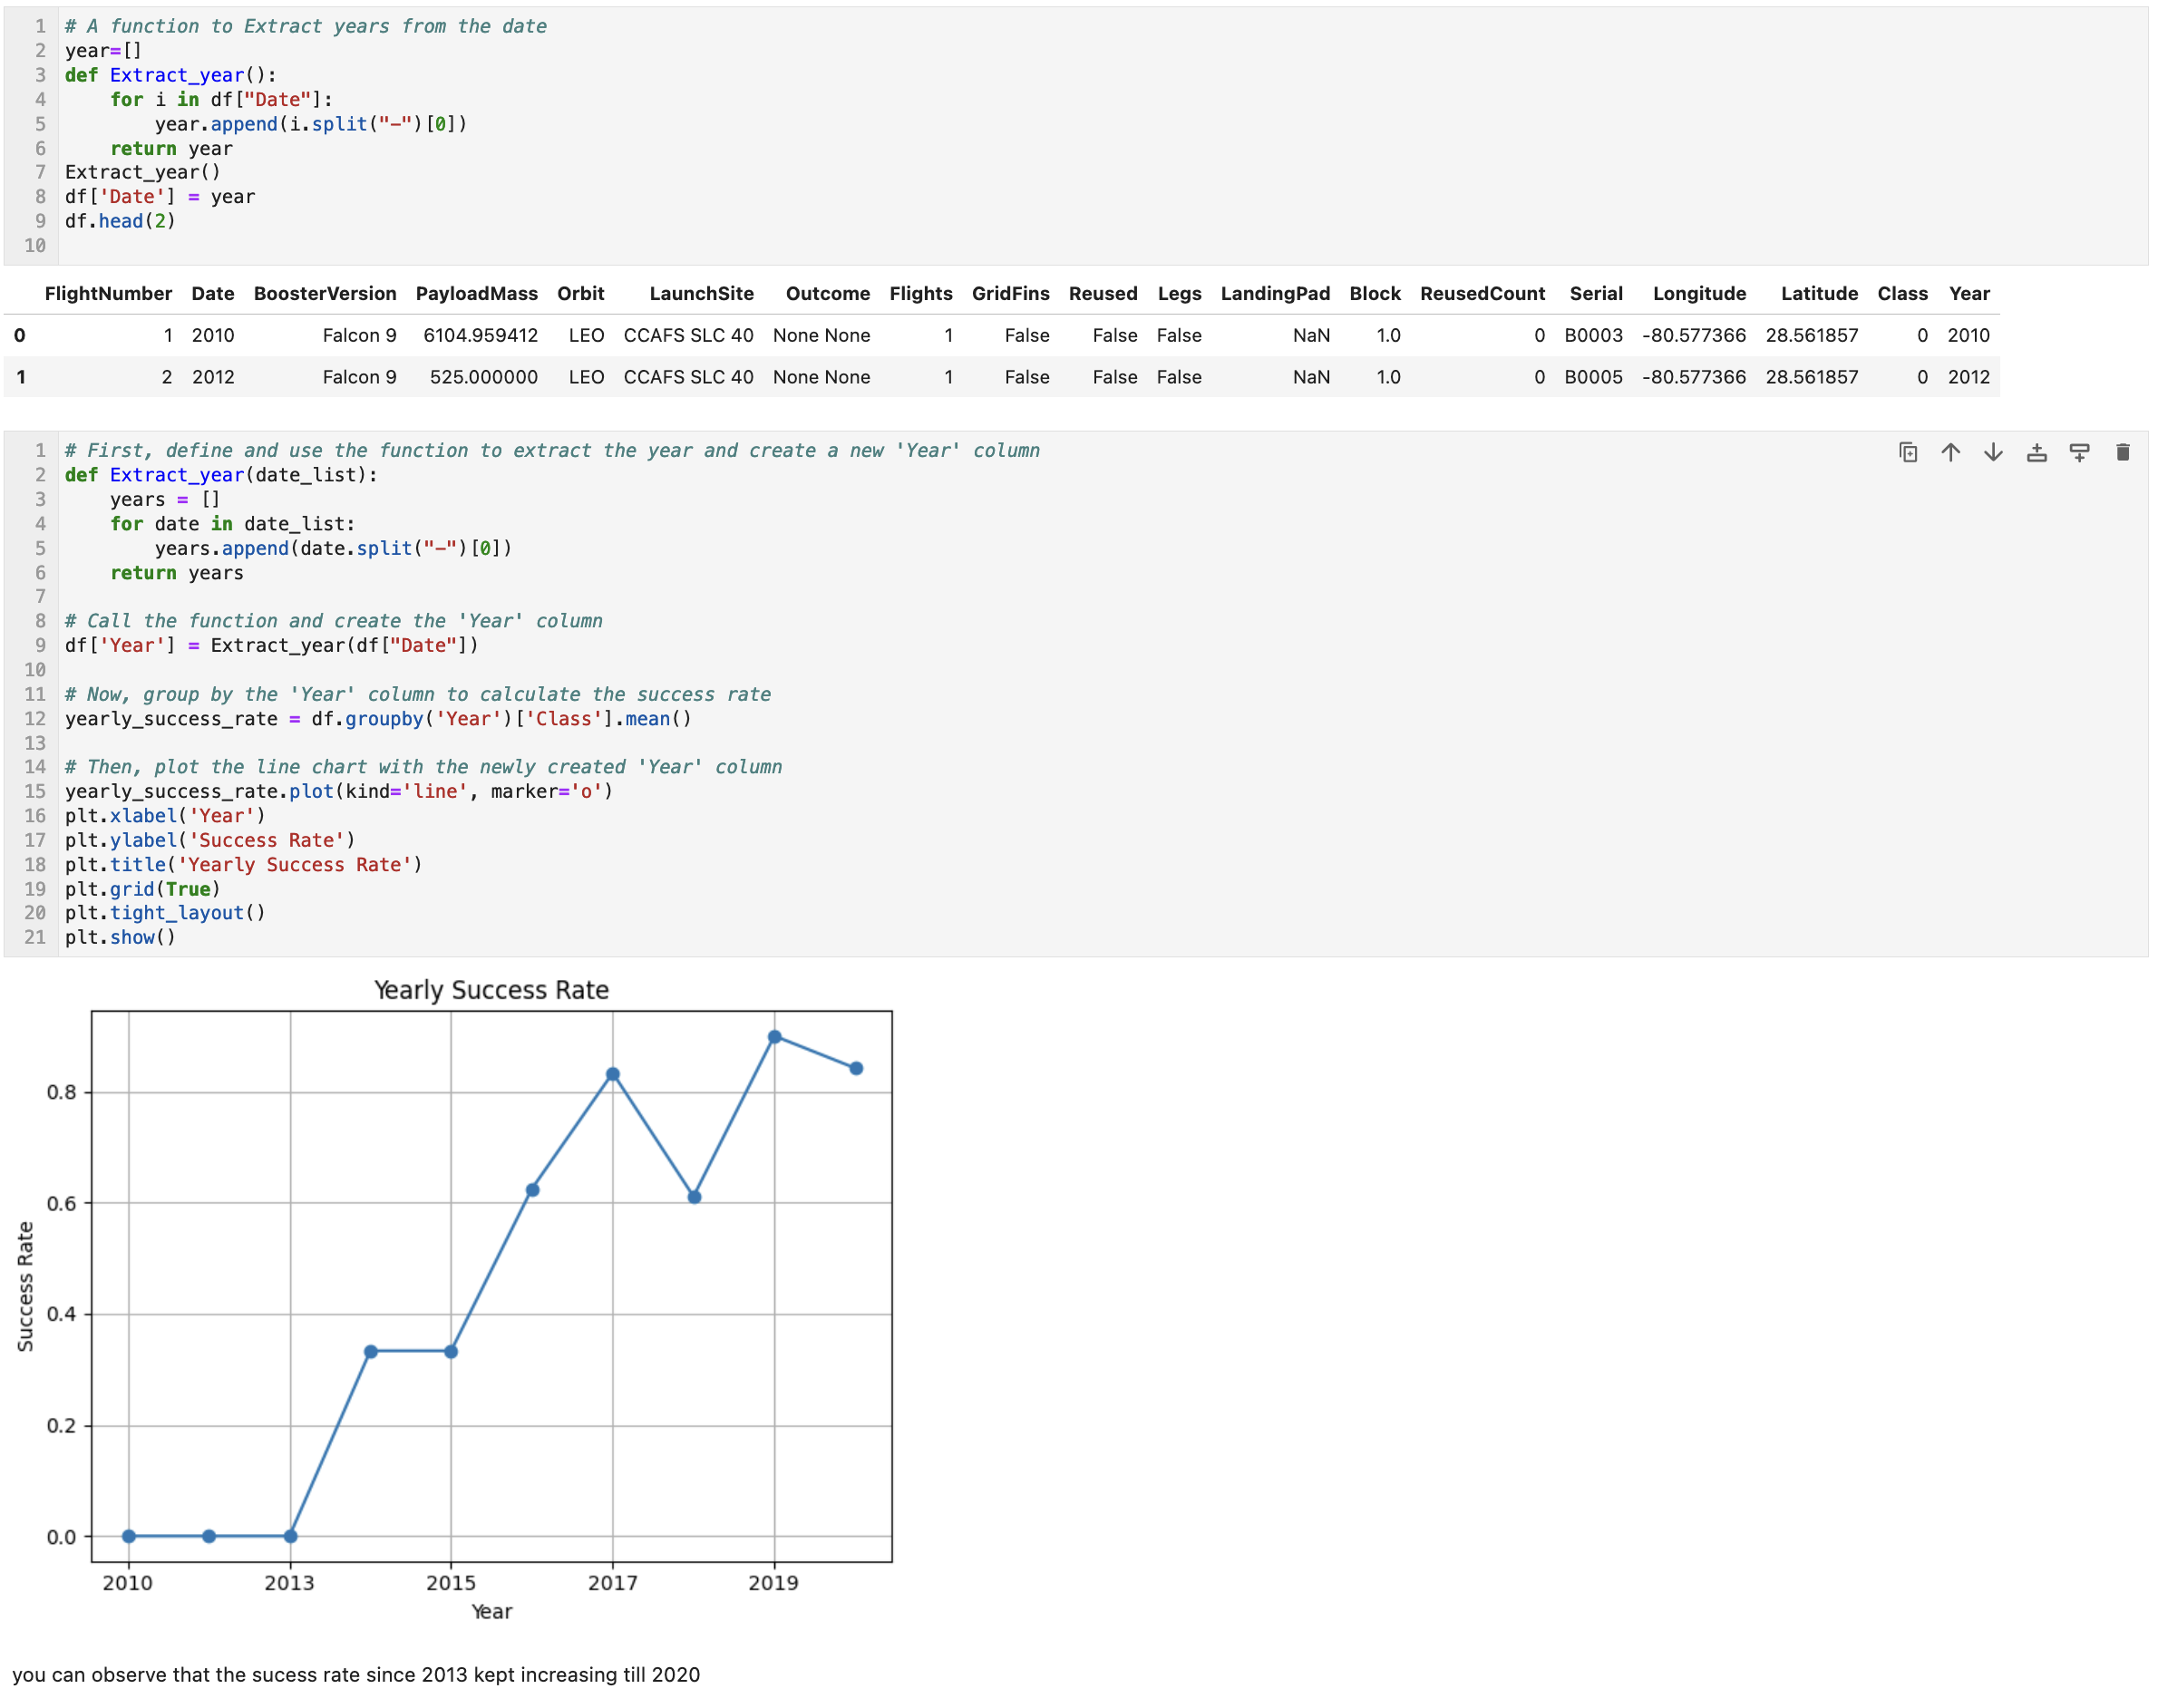 1 # A function to Extract years from the date
2 year=[]
3 def Extract_year():
4     for i in df["Date"]:
5         year.append(i.split("-")[0])
6     return year
7 Extract_year()
8 df['Date'] = year
9 df.head(2)
10
FlightNumber Date BoosterVersion PayloadMass Orbit LaunchSite Outcome Flights GridFins Reused Legs LandingPad Block ReusedCount Serial Longitude Latitude Class Year
0 1 2010 Falcon 9 6104.959412 LEO CCAFS SLC 40 None None 1 False False False NaN 1.0 0 B0003 -80.577366 28.561857 0 2010
1 2 2012 Falcon 9 525.000000 LEO CCAFS SLC 40 None None 1 False False False NaN 1.0 0 B0005 -80.577366 28.561857 0 2012
1 # First, define and use the function to extract the year and create a new 'Year' column
2 def Extract_year(date_list):
3     years = []
4     for date in date_list:
5         years.append(date.split("-")[0])
6     return years
7
8 # Call the function and create the 'Year' column
9 df['Year'] = Extract_year(df["Date"])
10
11 # Now, group by the 'Year' column to calculate the success rate
12 yearly_success_rate = df.groupby('Year')['Class'].mean()
13
14 # Then, plot the line chart with the newly created 'Year' column
15 yearly_success_rate.plot(kind='line', marker='o')
16 plt.xlabel('Year')
17 plt.ylabel('Success Rate')
18 plt.title('Yearly Success Rate')
19 plt.grid(True)
20 plt.tight_layout()
21 plt.show()
Yearly Success Rate
0.8
0.6
0.4
0.2
0.0
Success Rate
2010 2013 2015 2017 2019
Year
you can observe that the sucess rate since 2013 kept increasing till 2020